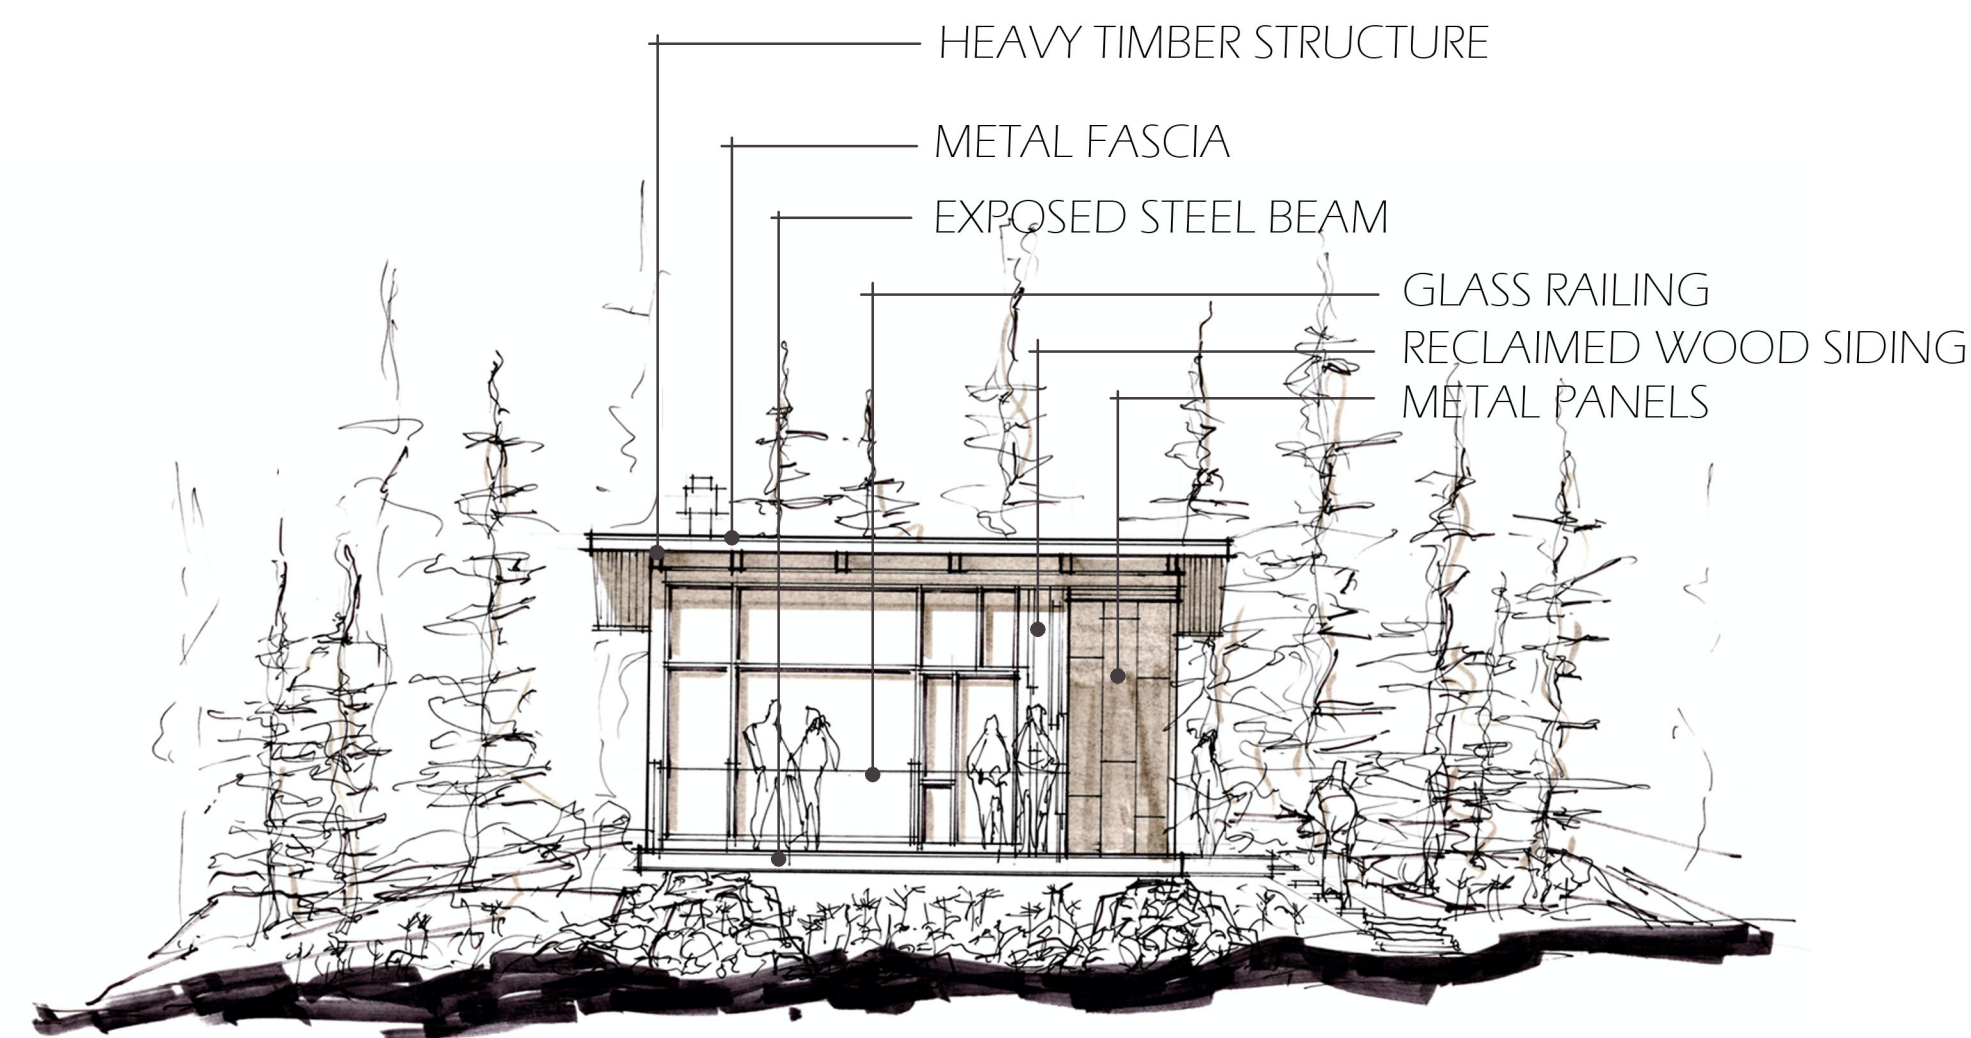 HEAVY TIMBER STRUCTURE
METAL FASCIA
EXPOSED STEEL BEAM
GLASS RAILING
RECLAIMED WOOD SIDING
METAL PANELS